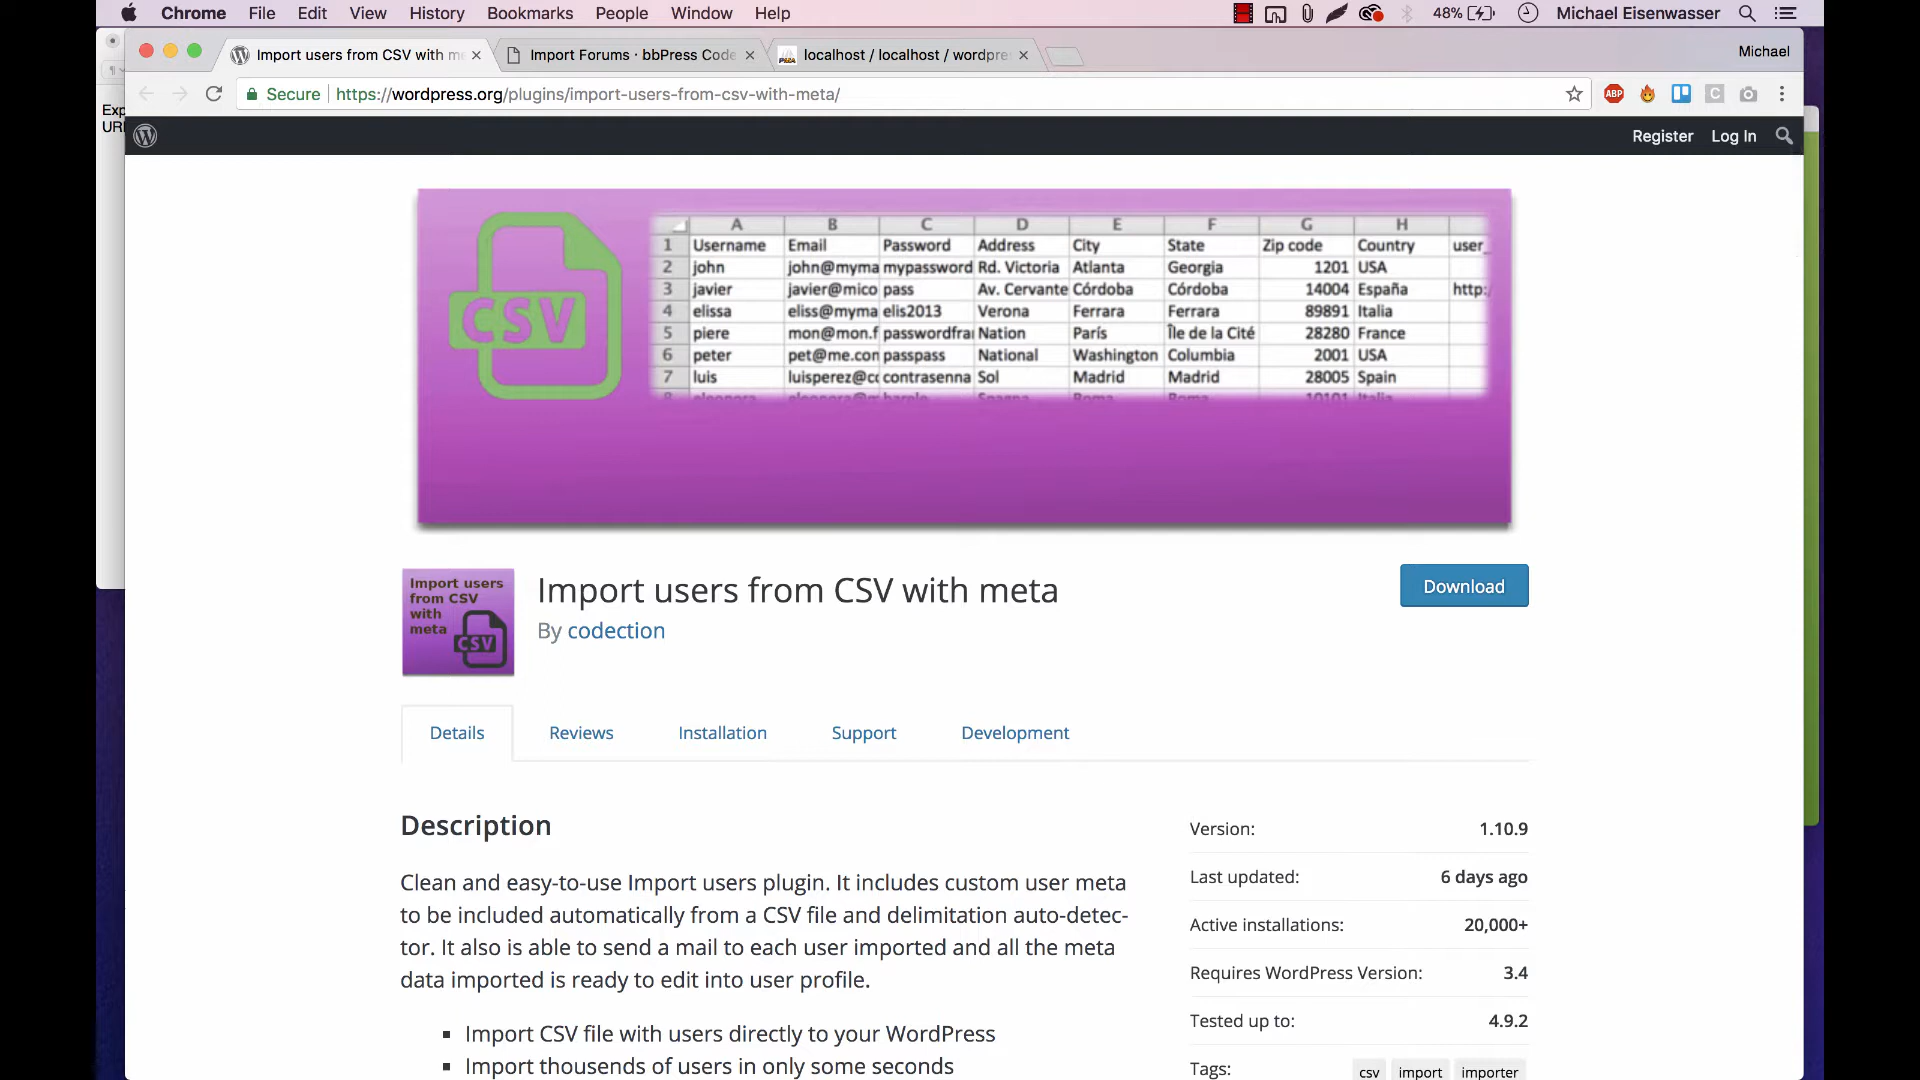 Chrome File Edit View History Bookmarks People Window Help 48% Michael Eisenwasser
Import users from CSV with me Import Forums · bbPress Code localhost / localhost / wordpre Michael
Secure https://wordpress.org/plugins/import-users-from-csv-with-meta/ ABP C
Exp
URI
Register Log In
A B C D E F G H
1 Username Email Password Address City State Zip code Country user_
2 john john@myma mypassword Rd. Victoria Atlanta Georgia 1201 USA
3 javier javier@mico pass Av. Cervante Córdoba Córdoba 14004 España http:/
4 elissa eliss@myma elis2013 Verona Ferrara Ferrara 89891 Italia
5 piere mon@mon.f passwordfra Nation París Île de la Cité 28280 France
6 peter pet@me.con passpass National Washington Columbia 2001 USA
7 luis luisperez@co contrasenna Sol Madrid Madrid 28005 Spain
CSV
Import users
from CSV
with
meta
CSV
Import users from CSV with meta
By codection
Download
Details Reviews Installation Support Development
Description
Clean and easy-to-use Import users plugin. It includes custom user meta
to be included automatically from a CSV file and delimitation auto-detec-
tor. It also is able to send a mail to each user imported and all the meta
data imported is ready to edit into user profile.
▪ Import CSV file with users directly to your WordPress
▪ Import thousands of users in only some seconds
Version: 1.10.9
Last updated: 6 days ago
Active installations: 20,000+
Requires WordPress Version: 3.4
Tested up to: 4.9.2
Tags: csv import importer